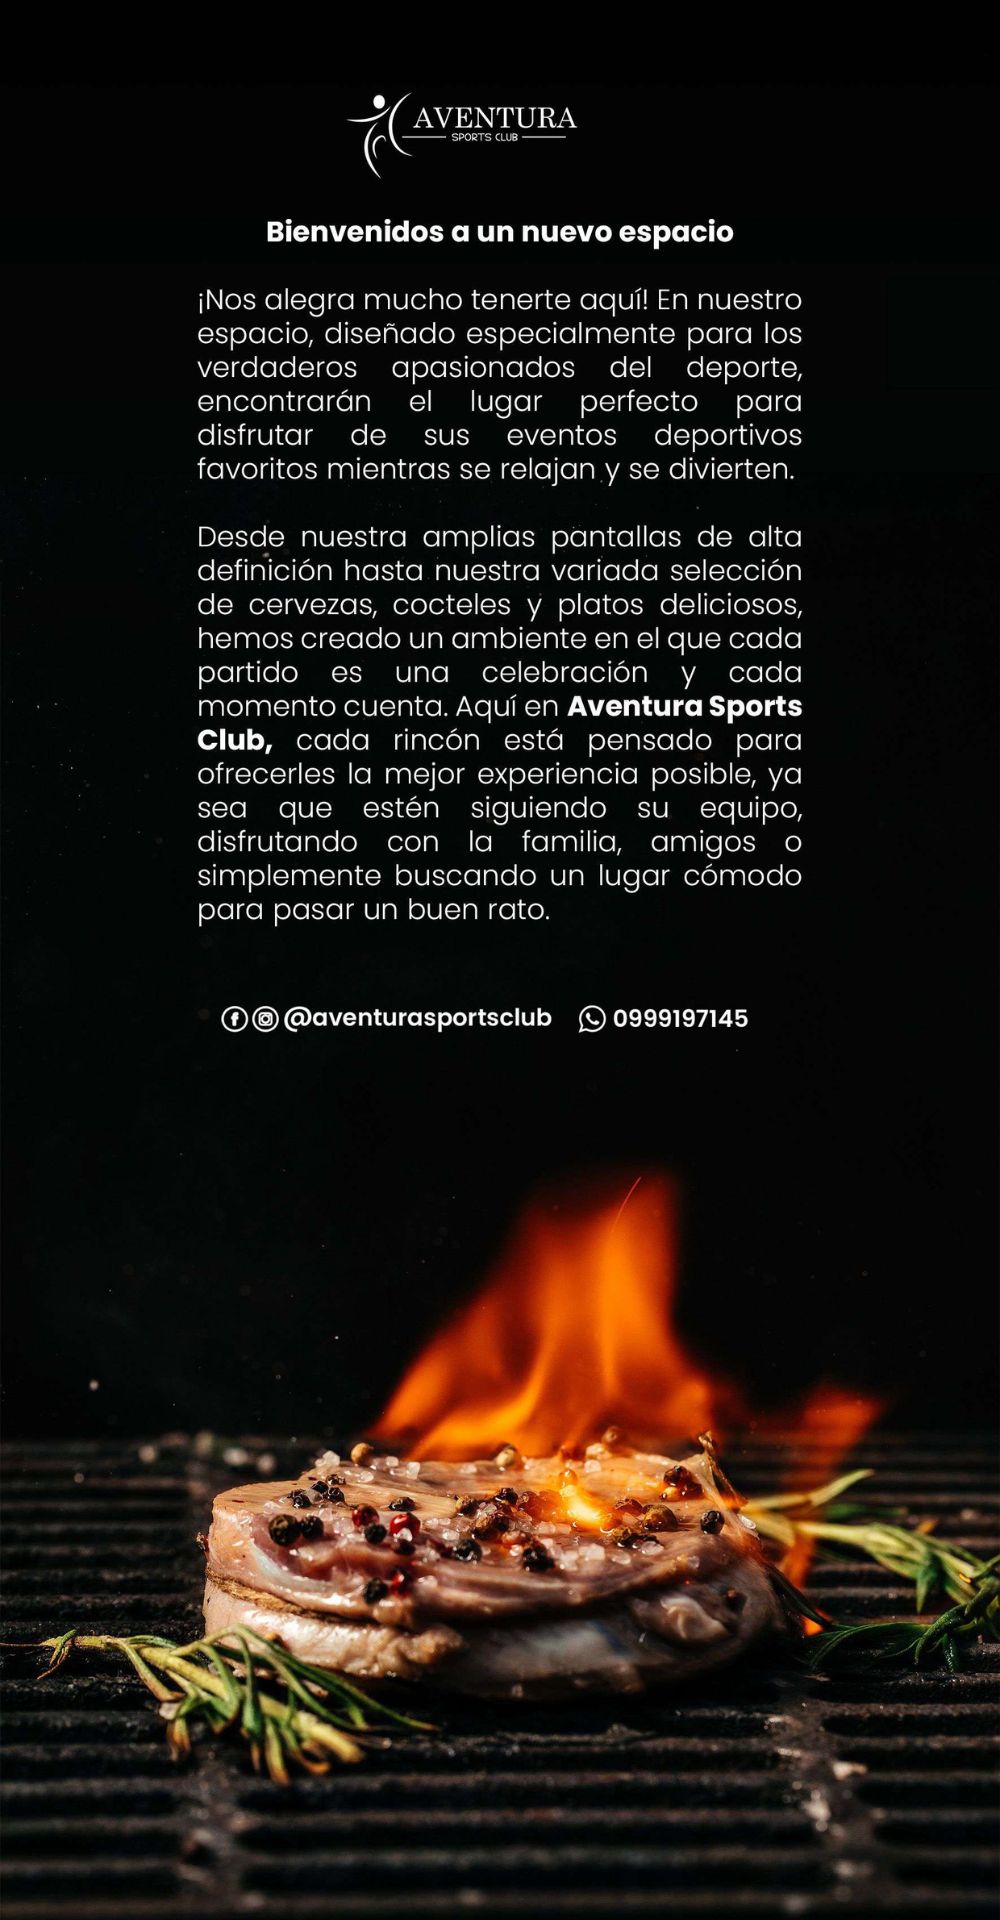 AVENTURA
SPORTS CLUB
Bienvenidos a un nuevo espacio
¡Nos alegra mucho tenerte aquí! En nuestro
espacio, diseñado especialmente para los
verdaderos apasionados del deporte,
encontrarán el lugar perfecto para
disfrutar de sus eventos deportivos
favoritos mientras se relajan y se divierten.
Desde nuestra amplias pantallas de alta
definición hasta nuestra variada selección
de cervezas, cocteles y platos deliciosos,
hemos creado un ambiente en el que cada
partido es una celebración y cada
momento cuenta. Aquí en Aventura Sports
Club, cada rincón está pensado para
ofrecerles la mejor experiencia posible, ya
sea que estén siguiendo su equipo,
disfrutando con la familia, amigos o
simplemente buscando un lugar cómodo
para pasar un buen rato.
@aventurasportsclub 0999197145